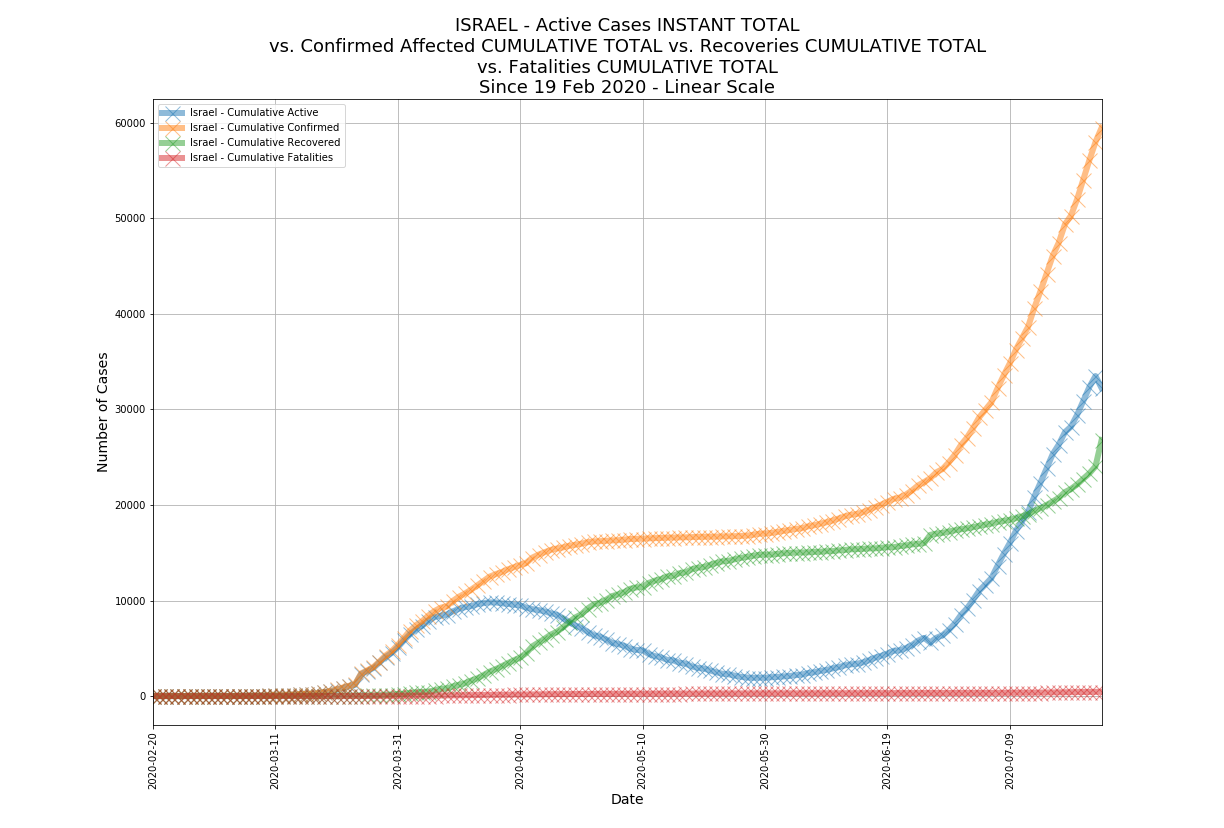 ISRAEL - Active Cases INSTANT TOTAL
vs. Confirmed Affected CUMULATIVE TOTAL vs. Recoveries CUMULATIVE TOTAL
vs. Fatalities CUMULATIVE TOTAL
Since 19 Feb 2020 - Linear Scale
Israel - Cumulative Active
Israel - Cumulative Confirmed
Israel - Cumulative Recovered
Israel - Cumulative Fatalities
Number of Cases
60000
50000
40000
30000
20000
10000
0
2020-02-20
2020-03-11
2020-03-31
2020-04-20
2020-05-10
2020-05-30
2020-06-19
2020-07-09
Date